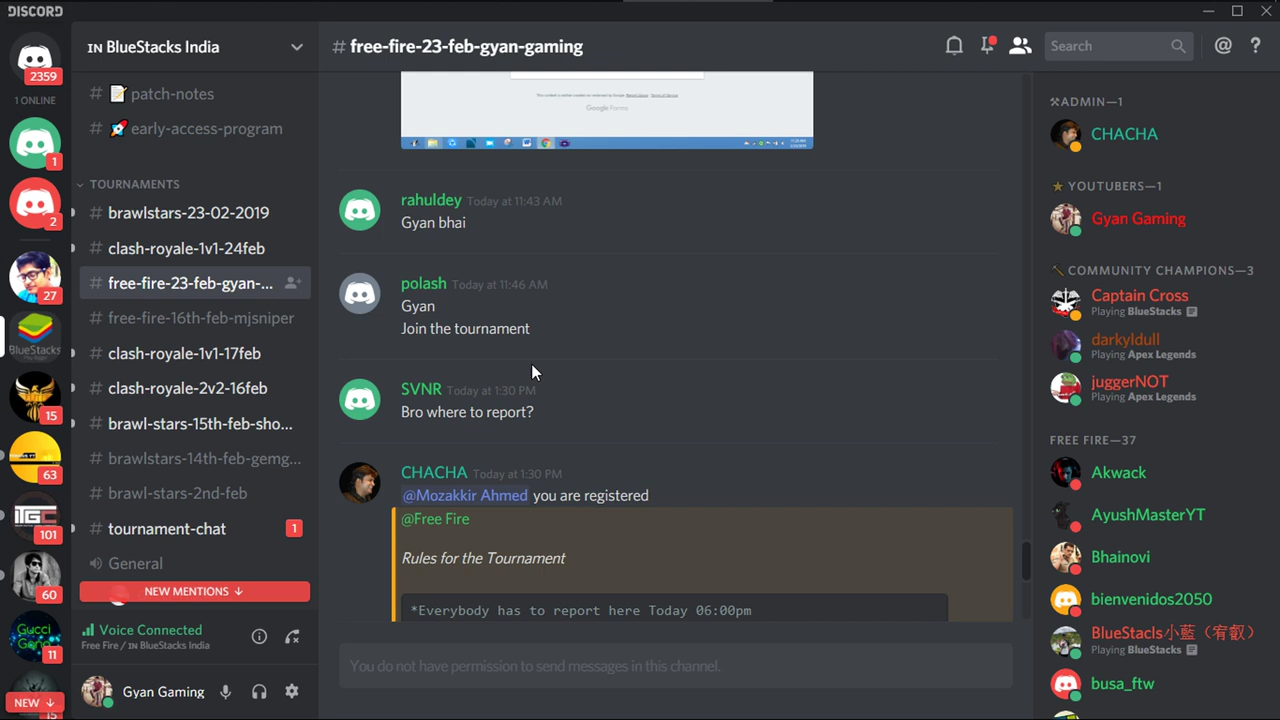 DISCORD
2359
1 ONLINE
1
2
27
BlueStacks
15
63
ITGC
101
60
Gucci
Gang
11
NEW ↓
15
IN BlueStacks India
# 📝 patch-notes
# 🚀 early-access-program
TOURNAMENTS
# brawlstars-23-02-2019
# clash-royale-1v1-24feb
# free-fire-23-feb-gyan-...
# free-fire-16th-feb-mjsniper
# clash-royale-1v1-17feb
# clash-royale-2v2-16feb
# brawl-stars-15th-feb-sho...
# brawlstars-14th-feb-gemg...
# brawl-stars-2nd-feb
# tournament-chat 1
General
NEW MENTIONS ↓
Voice Connected
Free Fire / IN BlueStacks India
Gyan Gaming
# free-fire-23-feb-gyan-gaming
Search
@ ?
Google Forms
rahuldey Today at 11:43 AM
Gyan bhai
polash Today at 11:46 AM
Gyan
Join the tournament
SVNR Today at 1:30 PM
Bro where to report?
CHACHA Today at 1:30 PM
@Mozakkir Ahmed you are registered
@Free Fire
Rules for the Tournament
*Everybody has to report here Today 06:00pm
You do not have permission to send messages in this channel.
⚒ADMIN—1
CHACHA
★ YOUTUBERS—1
Gyan Gaming
COMMUNITY CHAMPIONS—3
Captain Cross
Playing BlueStacks
darkyldull
Playing Apex Legends
juggerNOT
Playing Apex Legends
FREE FIRE—37
Akwack
AyushMasterYT
Bhainovi
bienvenidos2050
BlueStacls小藍（宥叡）
Playing BlueStacks
busa_ftw